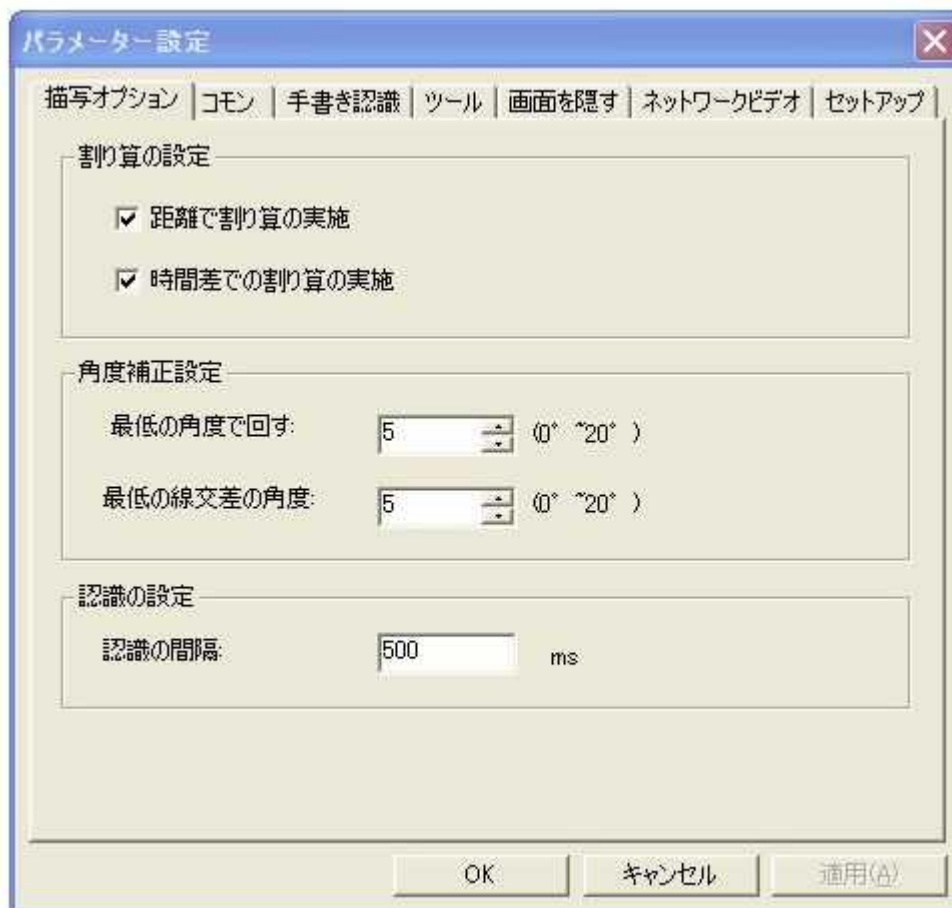 パラメーター設定
描写オプション コモン 手書き認識 ツール 画面を隠す ネットワークビデオ セットアップ
割り算の設定
距離で割り算の実施
時間差での割り算の実施
角度補正設定
最低の角度で回す: 5 (0° ~20° )
最低の線交差の角度: 5 (0° ~20° )
認識の設定
認識の間隔: 500 ms
OK キャンセル 適用(A)